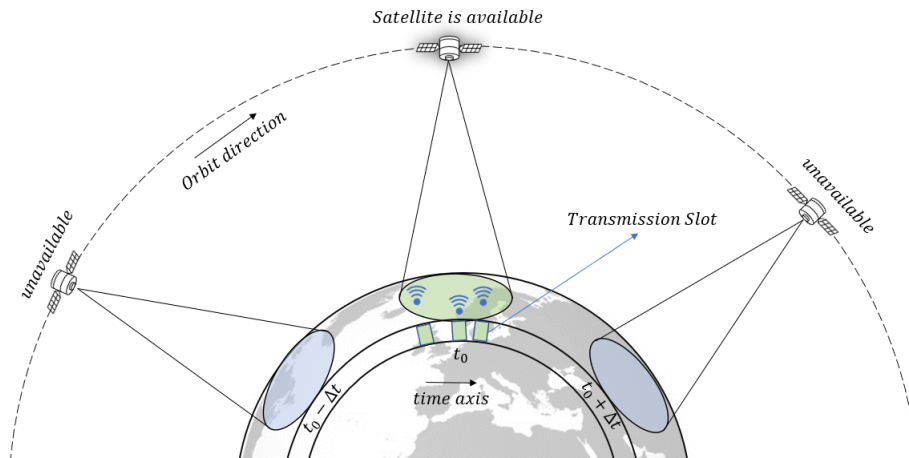 Satellite is available
Orbit direction
unavailable
unavailable
Transmission Slot
t₀
t₀ − Δt
time axis
t₀ + Δt